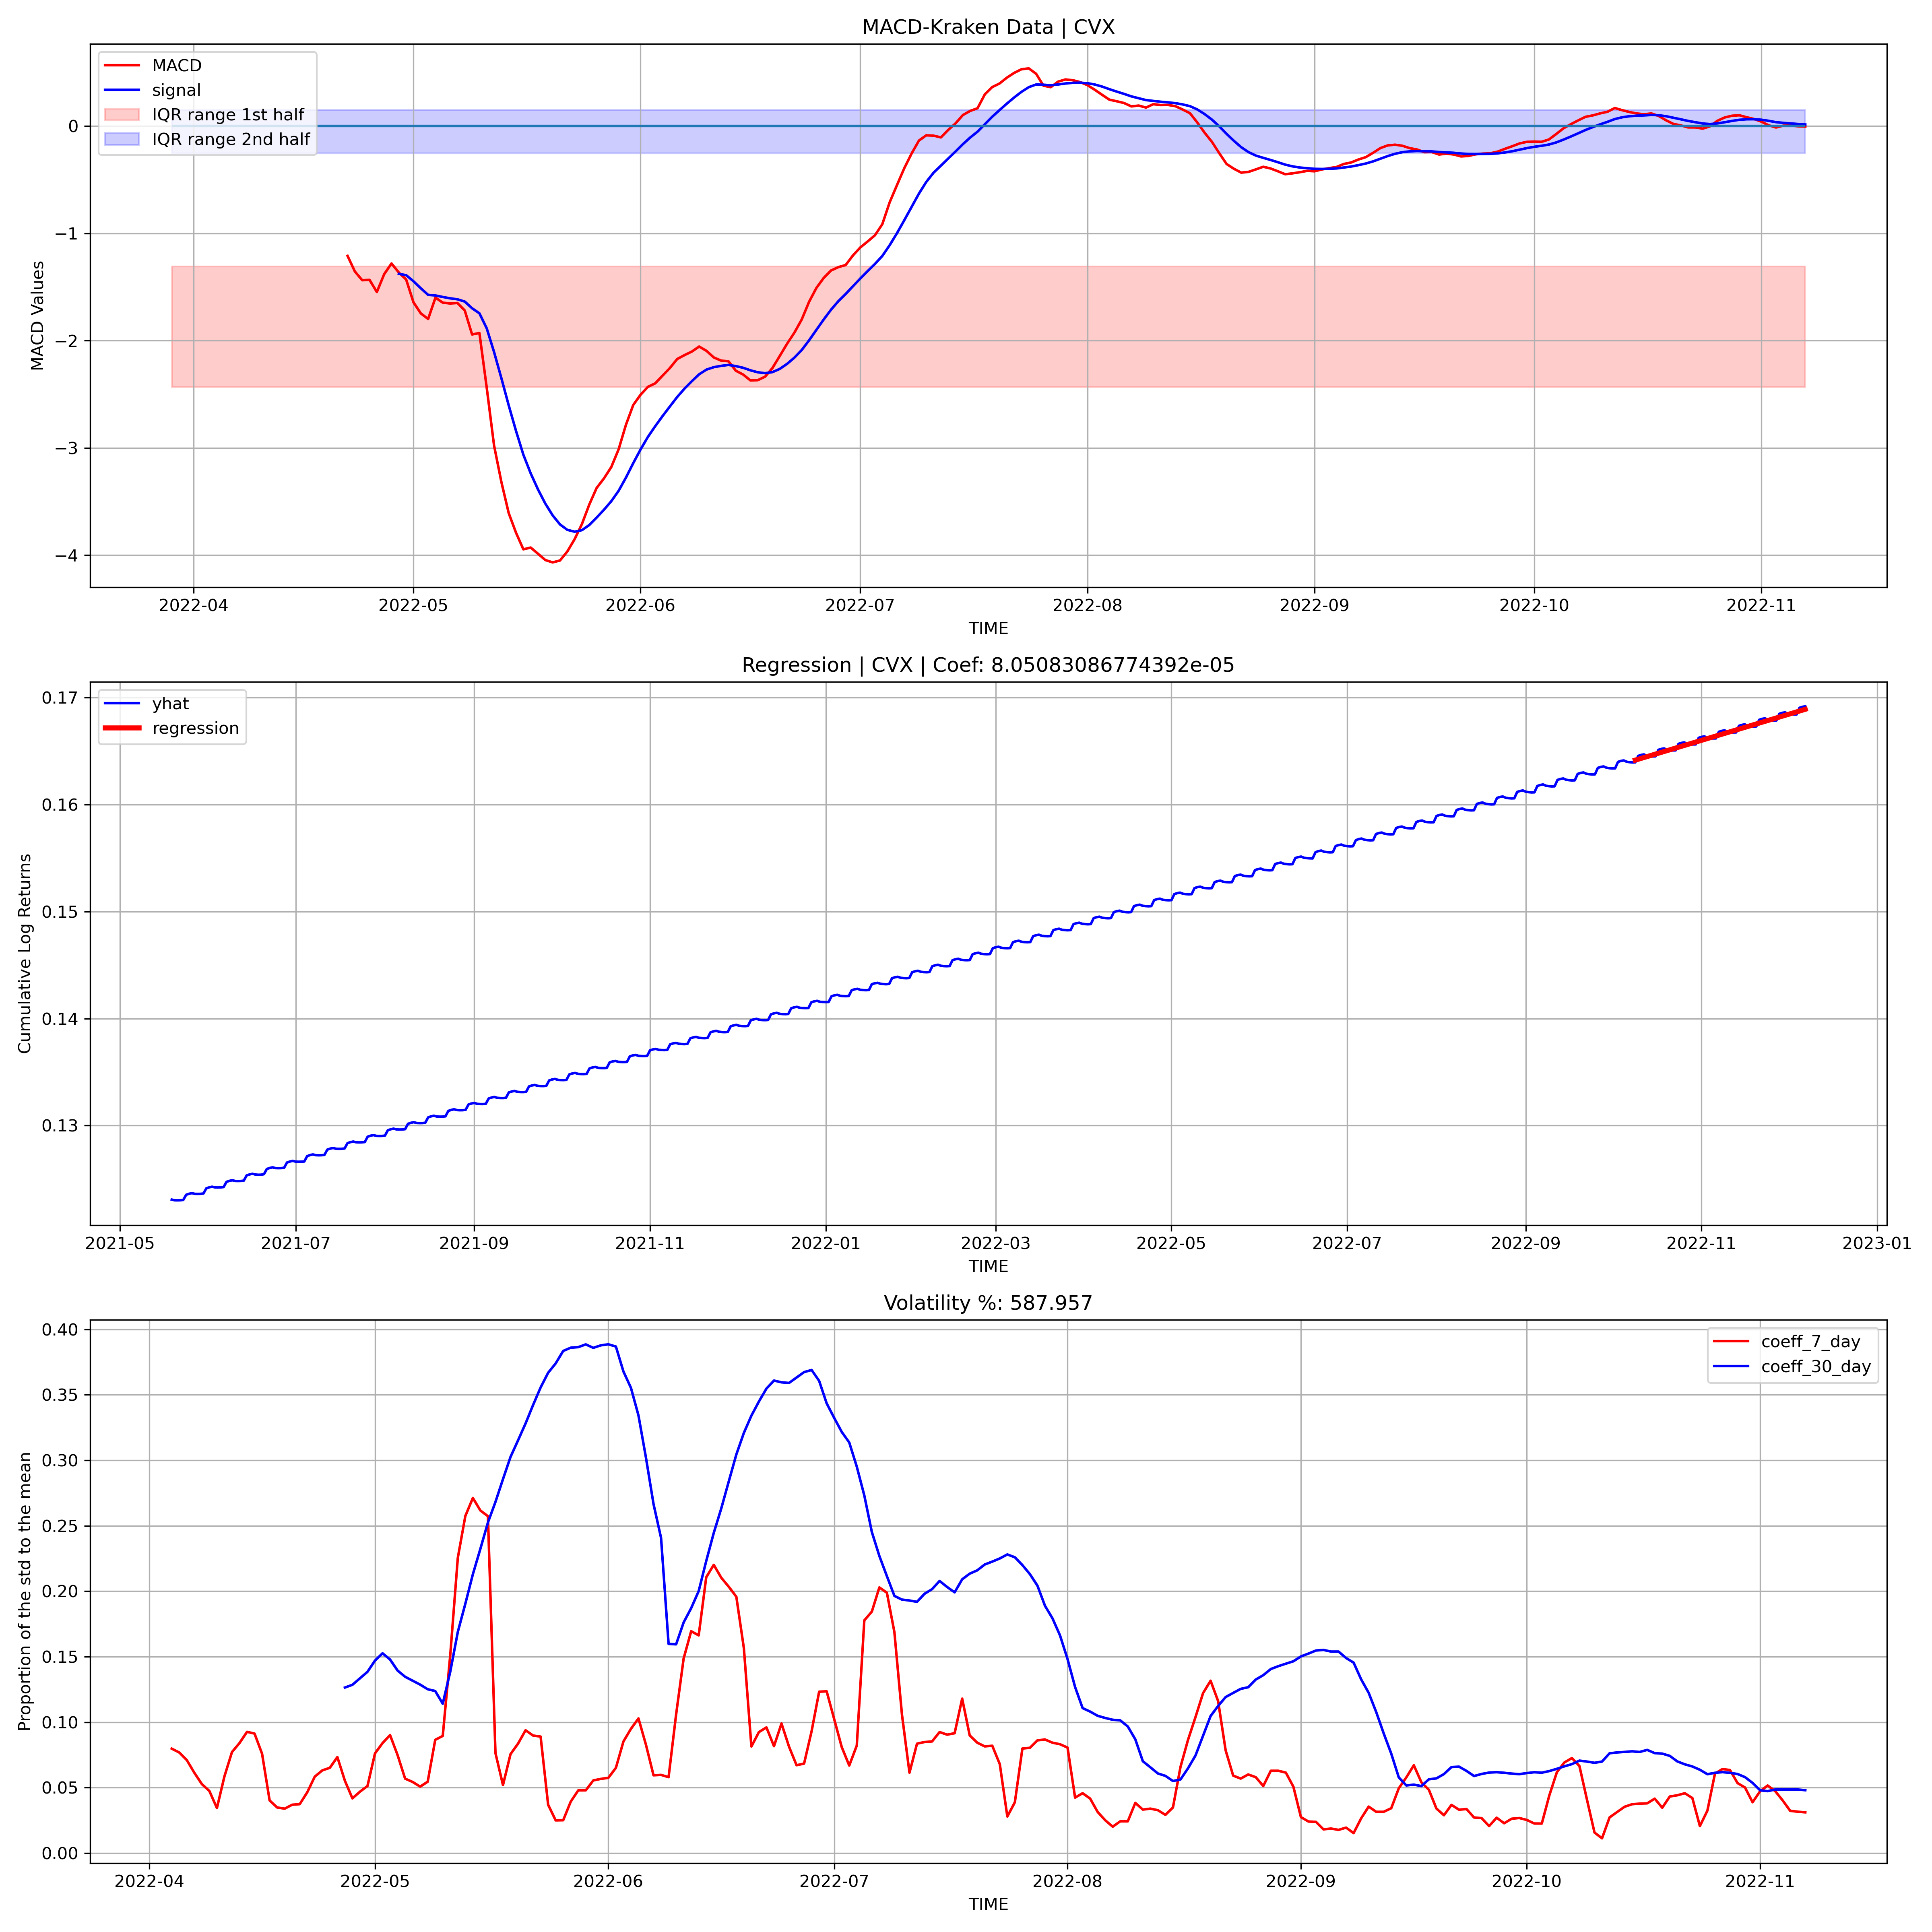 MACD-Kraken Data | CVX
MACD
signal
IQR range 1st half
IQR range 2nd half
MACD Values
0
−1
−2
−3
−4
2022-04 2022-05 2022-06 2022-07 2022-08 2022-09 2022-10 2022-11
TIME
Regression | CVX | Coef: 8.05083086774392e-05
yhat
regression
Cumulative Log Returns
0.17
0.16
0.15
0.14
0.13
2021-05 2021-07 2021-09 2021-11 2022-01 2022-03 2022-05 2022-07 2022-09 2022-11 2023-01
TIME
Volatility %: 587.957
coeff_7_day
coeff_30_day
Proportion of the std to the mean
0.40
0.35
0.30
0.25
0.20
0.15
0.10
0.05
0.00
2022-04 2022-05 2022-06 2022-07 2022-08 2022-09 2022-10 2022-11
TIME